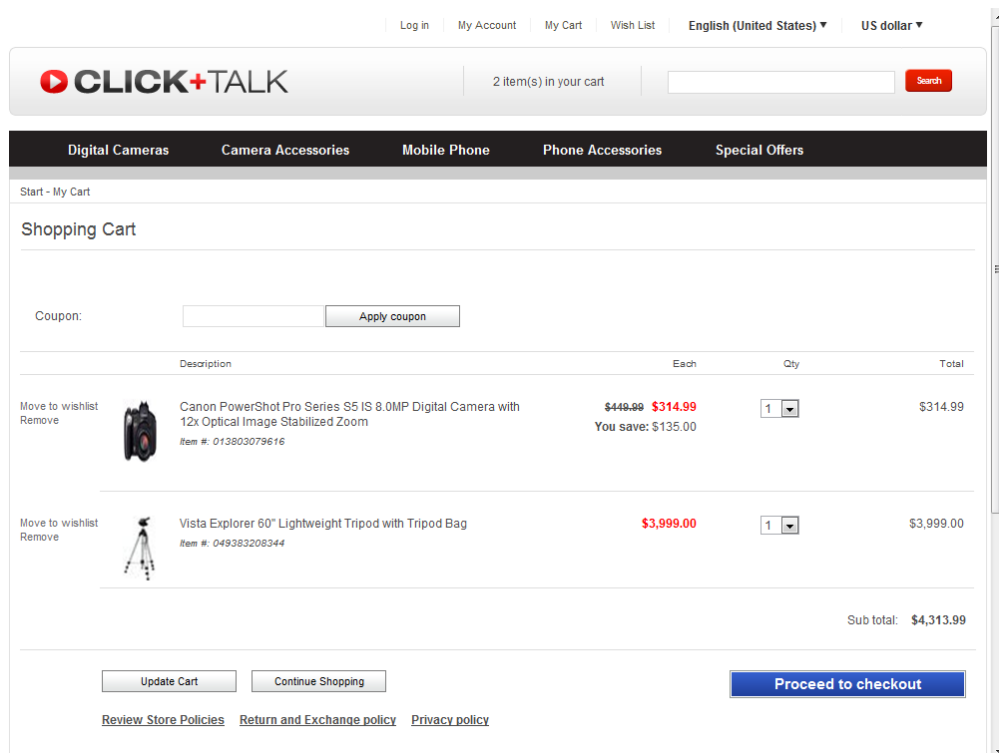 Log in My Account My Cart Wish List English (United States) ▼ US dollar ▼
CLICK+TALK 2 item(s) in your cart Search
Digital Cameras Camera Accessories Mobile Phone Phone Accessories Special Offers
Start - My Cart
Shopping Cart
Coupon: Apply coupon
Description Each Qty Total
Move to wishlist Canon PowerShot Pro Series S5 IS 8.0MP Digital Camera with $449.99 $314.99 1 $314.99
Remove 12x Optical Image Stabilized Zoom You save: $135.00
Item #: 013803079616
Move to wishlist Vista Explorer 60" Lightweight Tripod with Tripod Bag $3,999.00 1 $3,999.00
Remove Item #: 049383208344
Sub total: $4,313.99
Update Cart Continue Shopping Proceed to checkout
Review Store Policies Return and Exchange policy Privacy policy